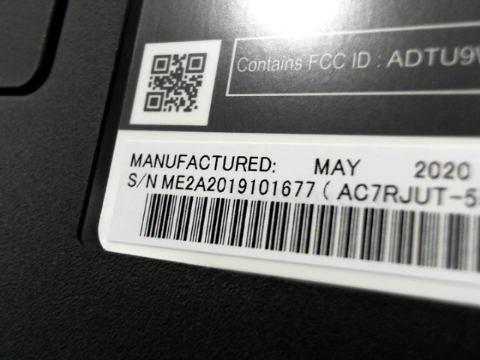 Contains FCC ID : ADTU9
MANUFACTURED: MAY 2020
S/N ME2A2019101677 ( AC7RJUT-5